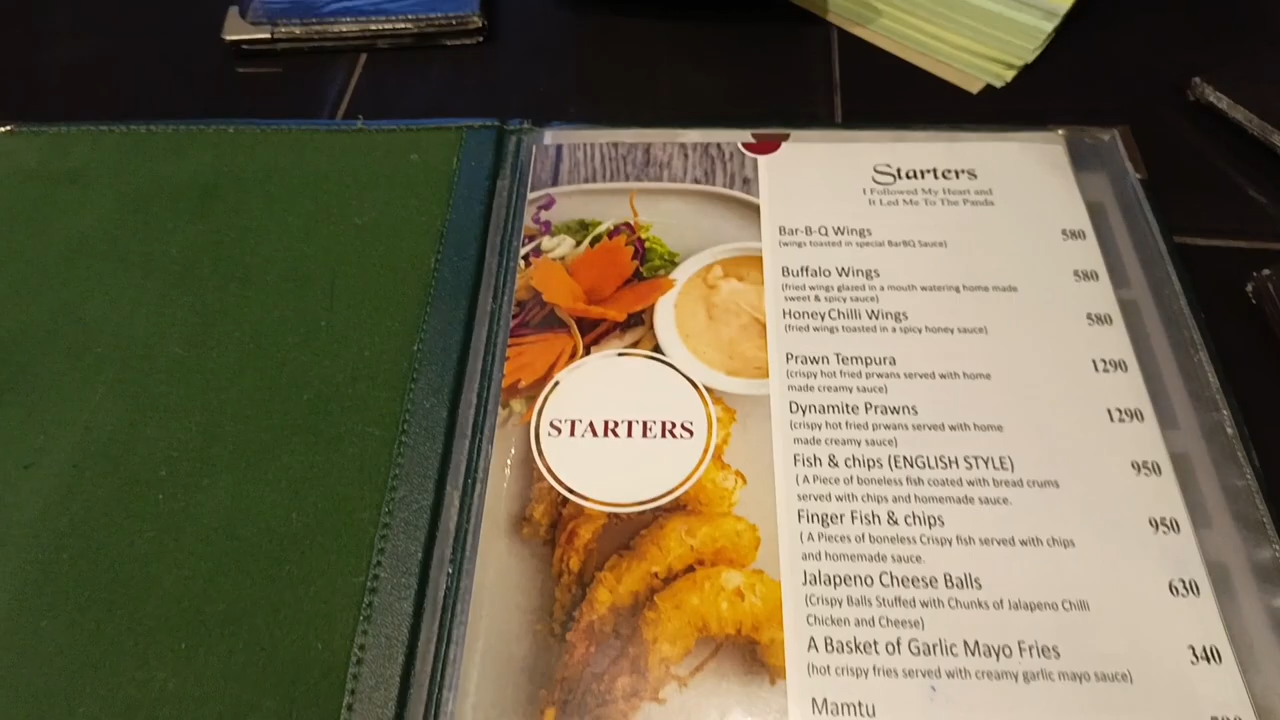 Starters
I Followed My Heart and
It Led Me To The Panda.
STARTERS
Bar-B-Q Wings 580
(wings toasted in special BarBQ Sauce)
Buffalo Wings 580
(fried wings glazed in a mouth watering home made
sweet & spicy sauce)
Honey Chilli Wings 580
(fried wings toasted in a spicy honey sauce)
Prawn Tempura 1290
(crispy hot fried prwans served with home
made creamy sauce)
Dynamite Prawns 1290
(crispy hot fried prwans served with home
made creamy sauce)
Fish & chips (ENGLISH STYLE) 950
( A Piece of boneless fish coated with bread crums
served with chips and homemade sauce.
Finger Fish & chips 950
( A Pieces of boneless Crispy fish served with chips
and homemade sauce.
Jalapeno Cheese Balls 630
(Crispy Balls Stuffed with Chunks of Jalapeno Chilli
Chicken and Cheese)
A Basket of Garlic Mayo Fries 340
(hot crispy fries served with creamy garlic mayo sauce)
Mamtu